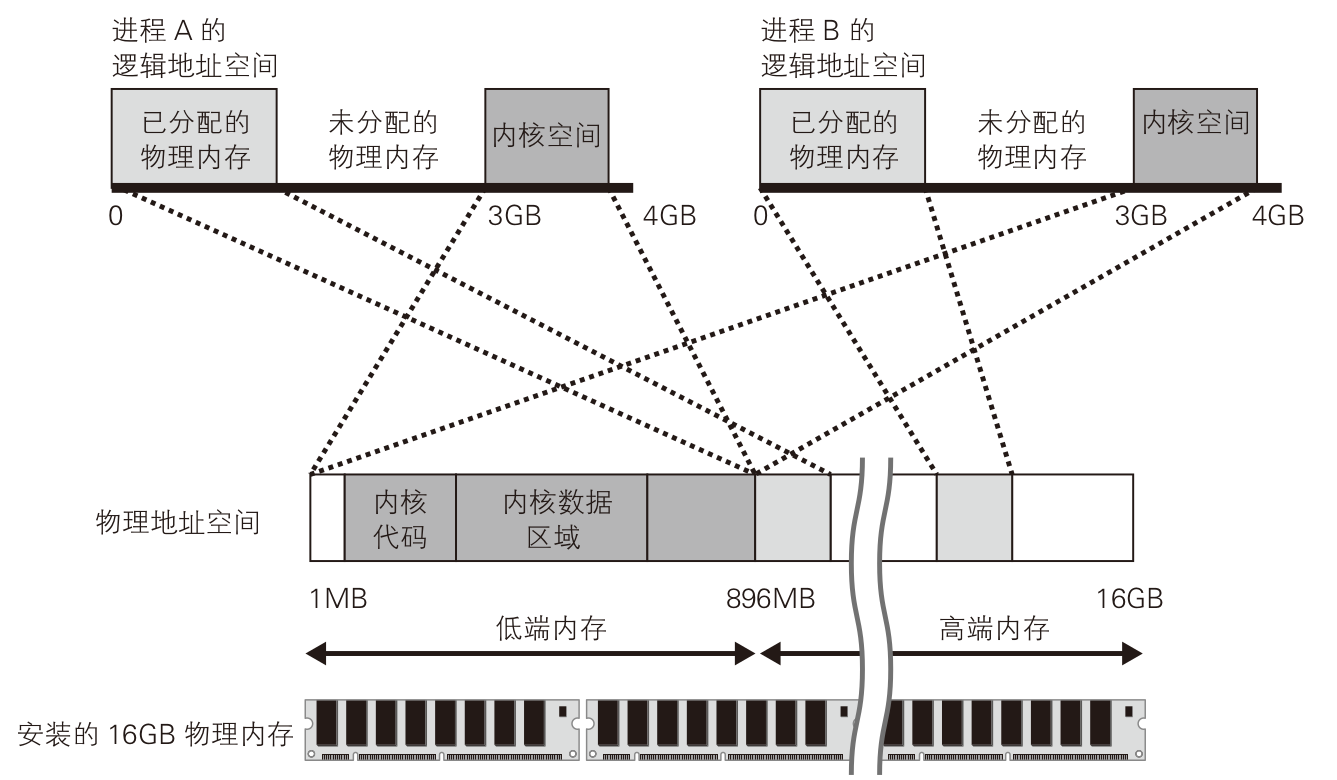 进程 A 的
逻辑地址空间
已分配的
物理内存
未分配的
物理内存
内核空间
0
3GB
4GB
进程 B 的
逻辑地址空间
已分配的
物理内存
未分配的
物理内存
内核空间
0
3GB
4GB
物理地址空间
内核
代码
内核数据
区域
1MB
896MB
16GB
低端内存
高端内存
安装的 16GB 物理内存